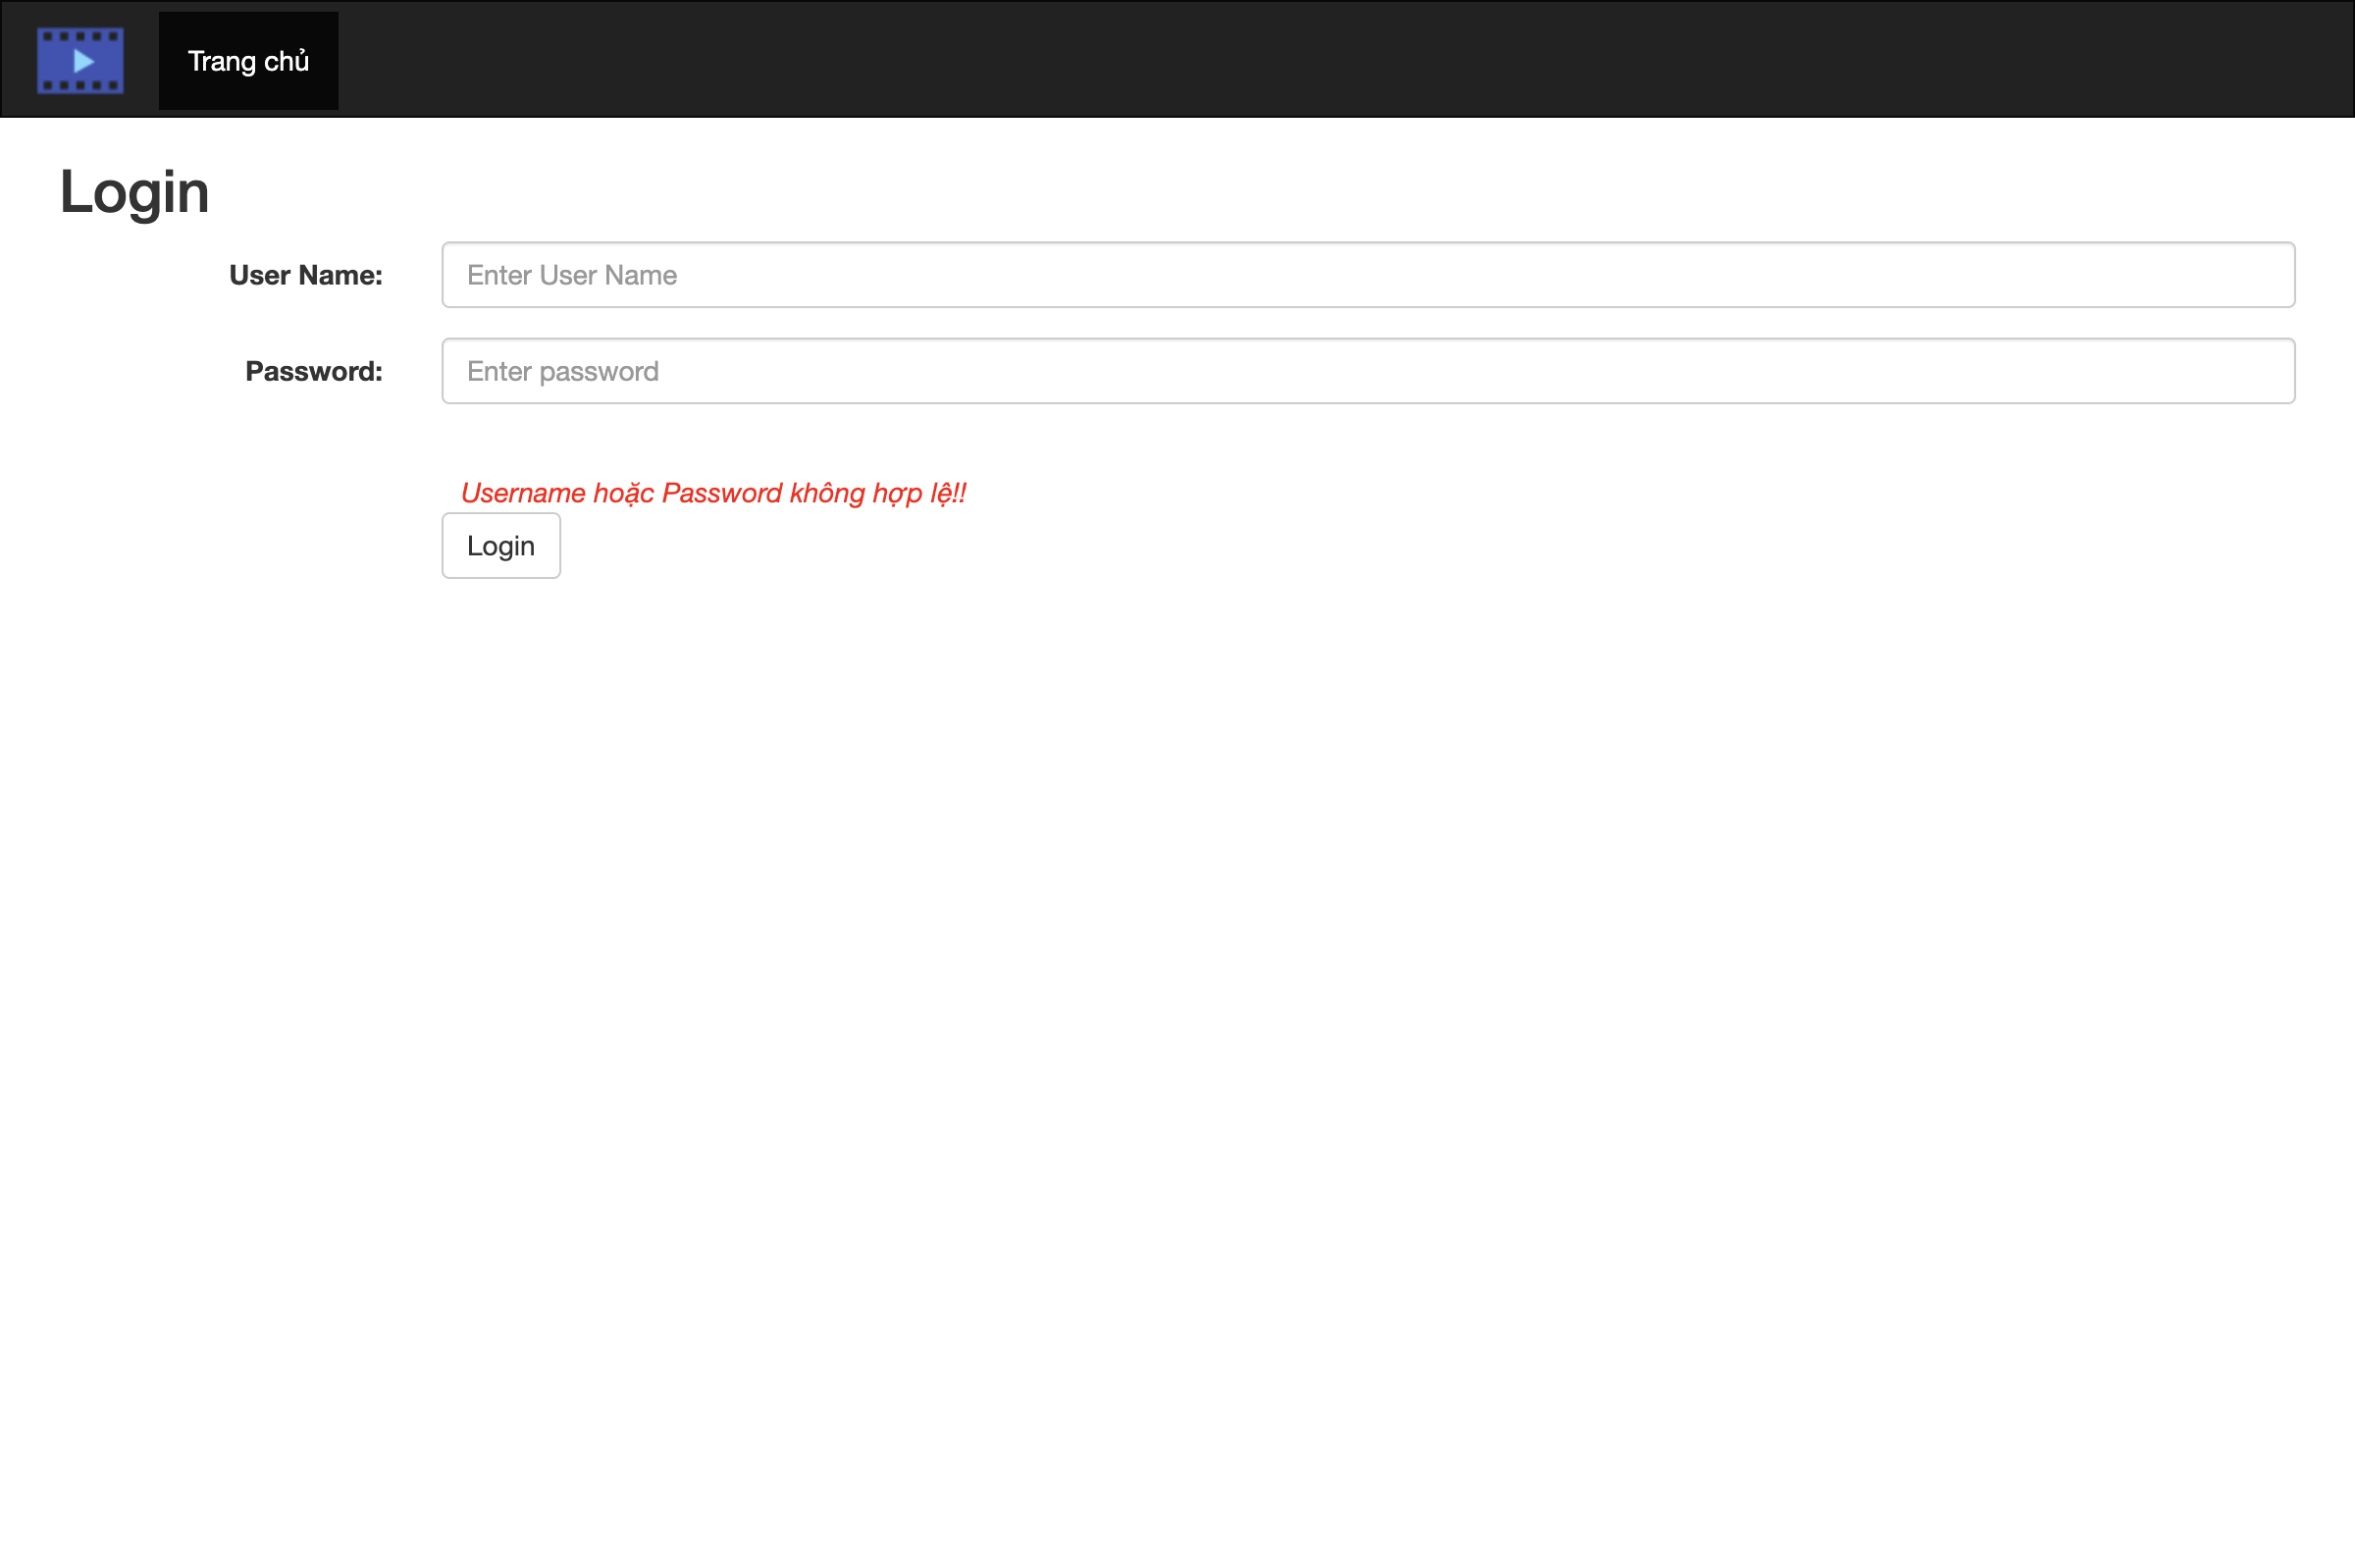 Trang chủ
Login
User Name: Enter User Name
Password: Enter password
Username hoặc Password không hợp lệ!!
Login